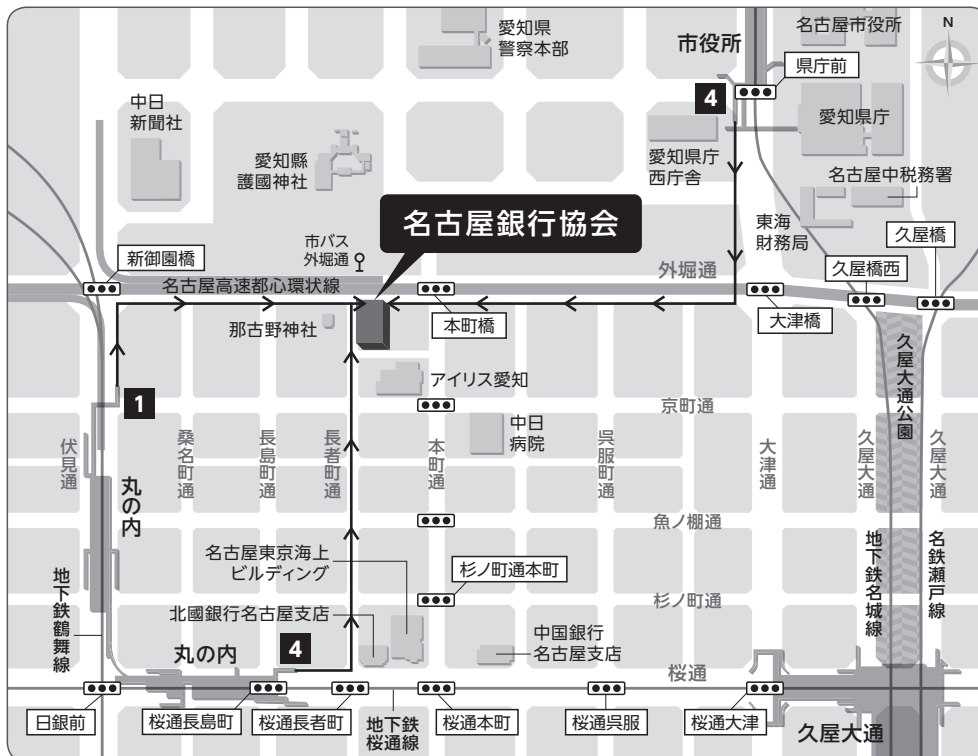 愛知県
警察本部
市役所
名古屋市役所
N
県庁前
4
中日
新聞社
愛知縣
護國神社
愛知県庁
西庁舎
愛知県庁
名古屋中税務署
名古屋銀行協会
東海
財務局
久屋橋
新御園橋
市バス
外堀通
外堀通
久屋橋西
名古屋高速都心環状線
那古野神社
本町橋
大津橋
アイリス愛知
久屋大通公園
1
京町通
中日
病院
伏見通
桑名町通
長島町通
長者町通
本町通
呉服町通
大津通
久屋大通
久屋大通
丸の内
魚ノ棚通
名古屋東京海上
ビルディング
杉ノ町通本町
地下鉄名城線
名鉄瀬戸線
地下鉄鶴舞線
北國銀行名古屋支店
杉ノ町通
丸の内
4
中国銀行
名古屋支店
桜通
日銀前
桜通長島町
桜通長者町
地下鉄
桜通線
桜通本町
桜通呉服
桜通大津
久屋大通